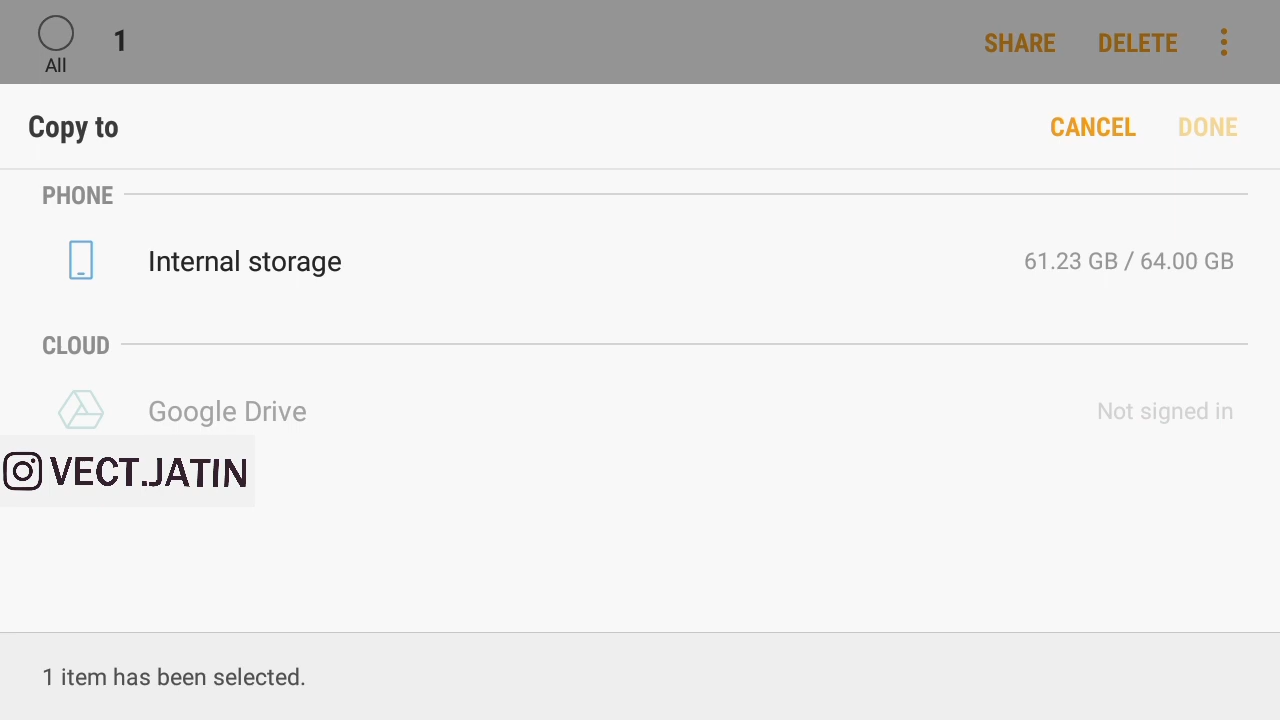 1
SHARE DELETE
All
Copy to
CANCEL DONE
PHONE
Internal storage 61.23 GB / 64.00 GB
CLOUD
Google Drive Not signed in
VECT.JATIN
1 item has been selected.